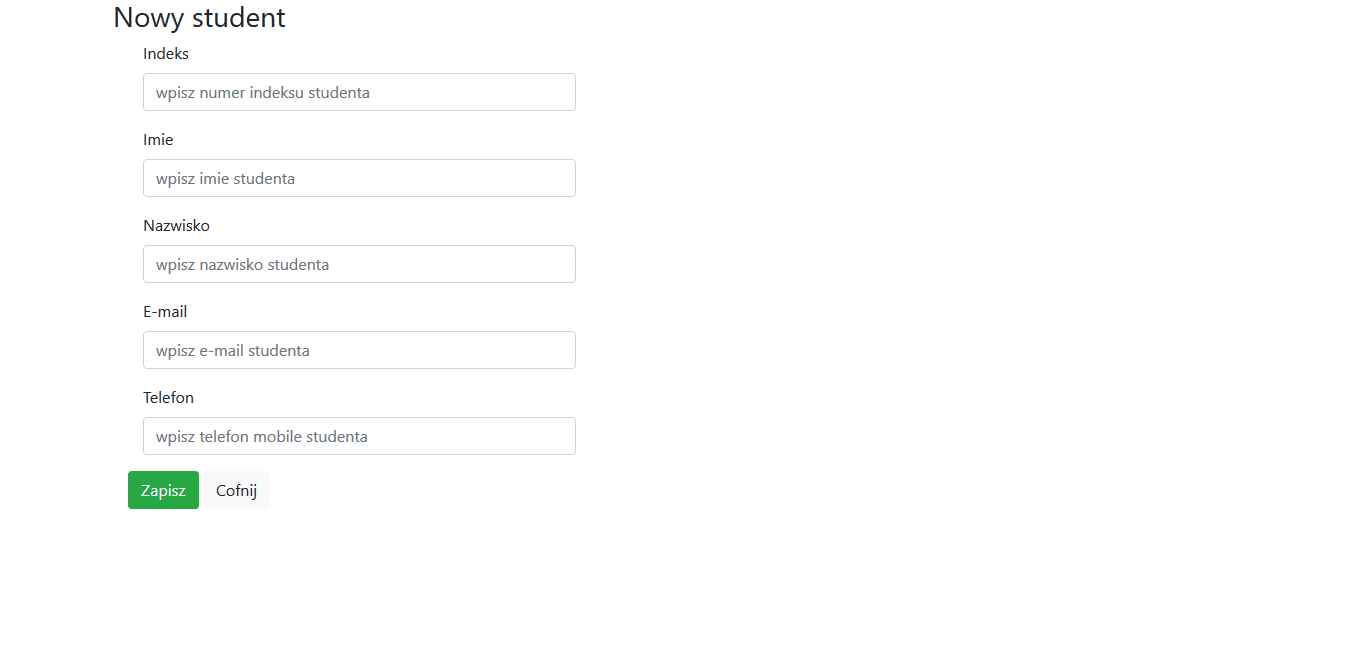 Nowy student
Indeks
wpisz numer indeksu studenta
Imie
wpisz imie studenta
Nazwisko
wpisz nazwisko studenta
E-mail
wpisz e-mail studenta
Telefon
wpisz telefon mobile studenta
Zapisz Cofnij